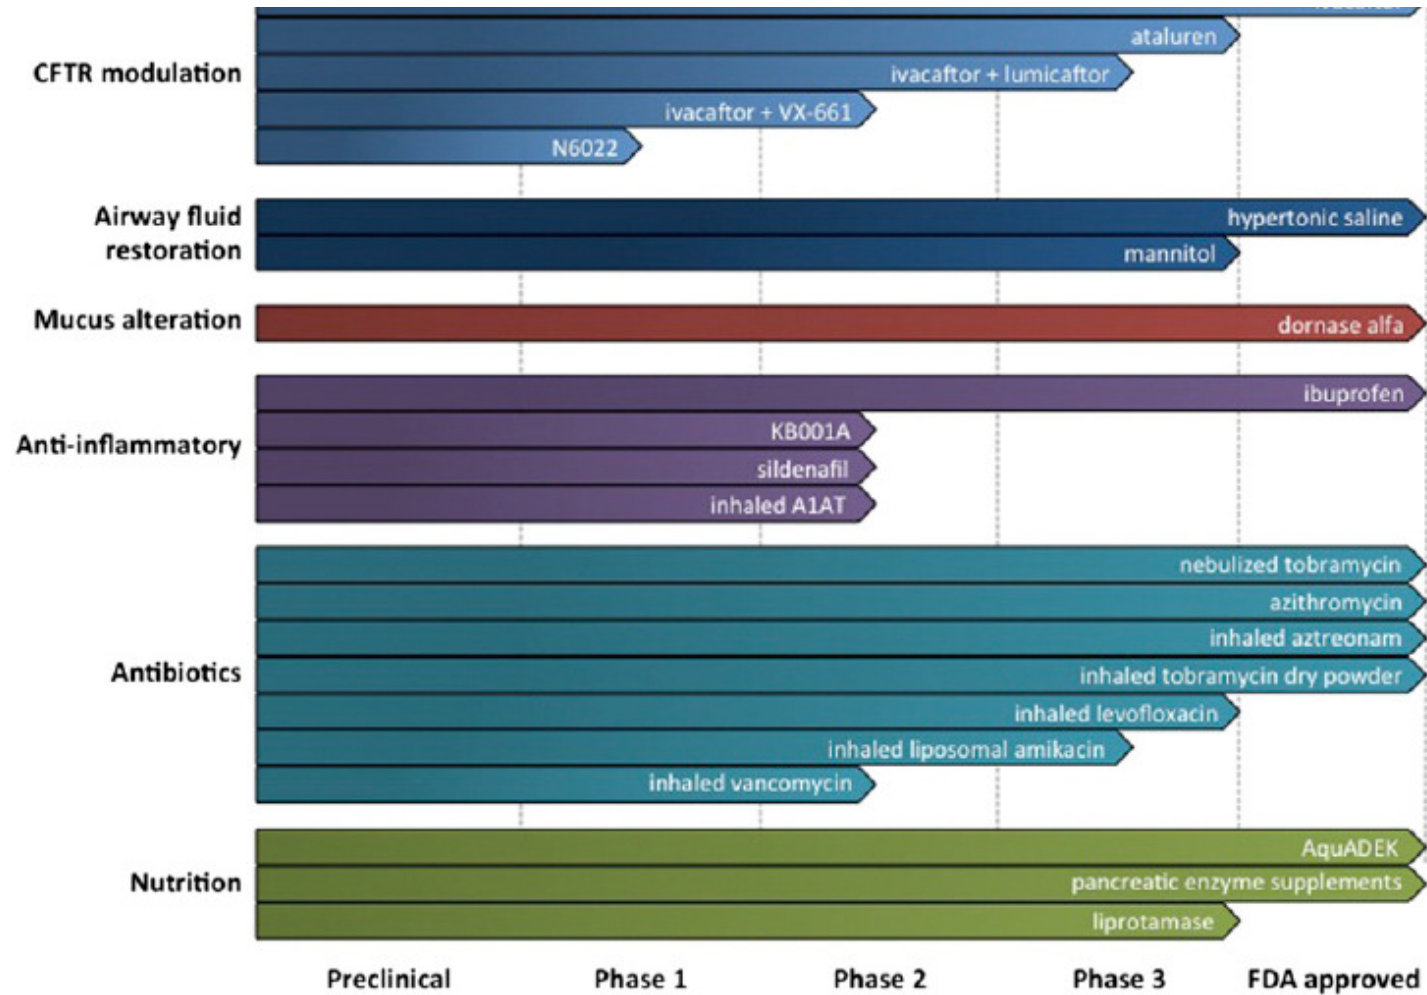 ataluren
CFTR modulation
ivacaftor + lumicaftor
ivacaftor + VX-661
N6022
Airway fluid
restoration
hypertonic saline
mannitol
Mucus alteration
dornase alfa
ibuprofen
Anti-inflammatory
KB001A
sildenafil
inhaled A1AT
nebulized tobramycin
azithromycin
inhaled aztreonam
Antibiotics
inhaled tobramycin dry powder
inhaled levofloxacin
inhaled liposomal amikacin
inhaled vancomycin
AquADEK
Nutrition
pancreatic enzyme supplements
liprotamase
Preclinical Phase 1 Phase 2 Phase 3 FDA approved